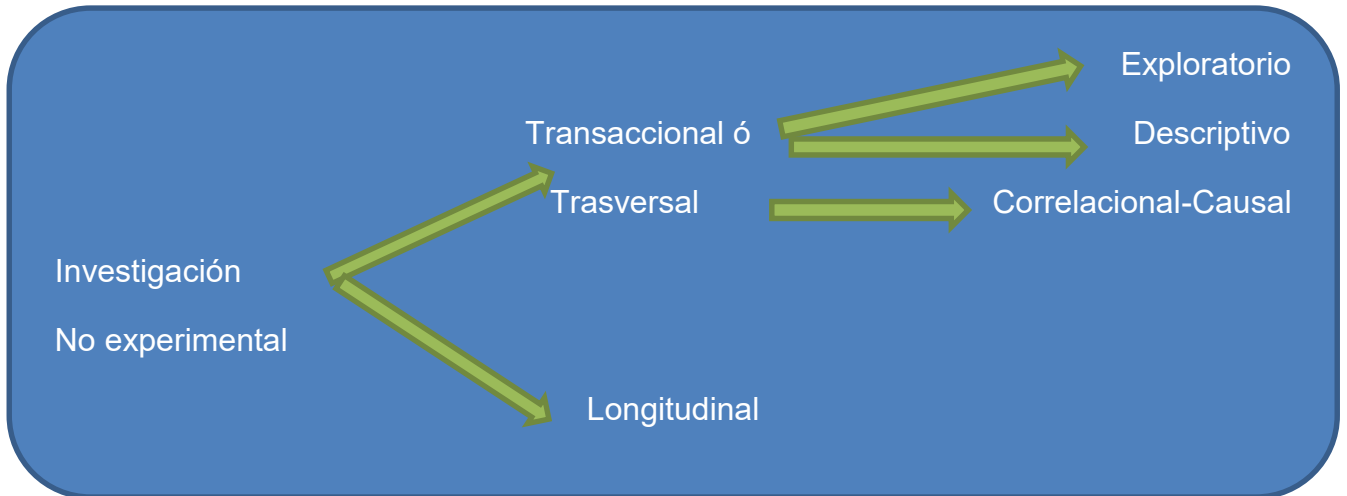 Exploratorio
Transaccional ó Descriptivo
Trasversal Correlacional-Causal
Investigación
No experimental
Longitudinal